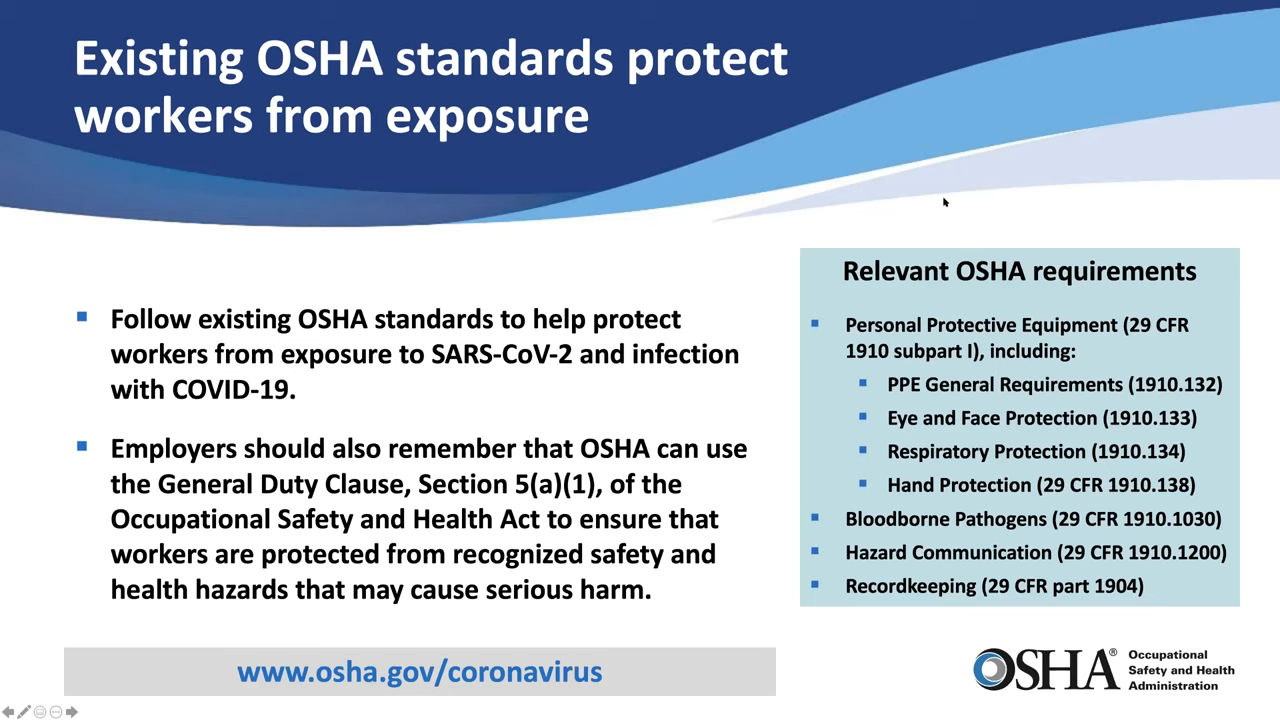 Existing OSHA standards protect
workers from exposure
Follow existing OSHA standards to help protect
workers from exposure to SARS-CoV-2 and infection
with COVID-19.
Employers should also remember that OSHA can use
the General Duty Clause, Section 5(a)(1), of the
Occupational Safety and Health Act to ensure that
workers are protected from recognized safety and
health hazards that may cause serious harm.
www.osha.gov/coronavirus
Relevant OSHA requirements
Personal Protective Equipment (29 CFR
1910 subpart I), including:
PPE General Requirements (1910.132)
Eye and Face Protection (1910.133)
Respiratory Protection (1910.134)
Hand Protection (29 CFR 1910.138)
Bloodborne Pathogens (29 CFR 1910.1030)
Hazard Communication (29 CFR 1910.1200)
Recordkeeping (29 CFR part 1904)
OSHA®
Occupational
Safety and Health
Administration